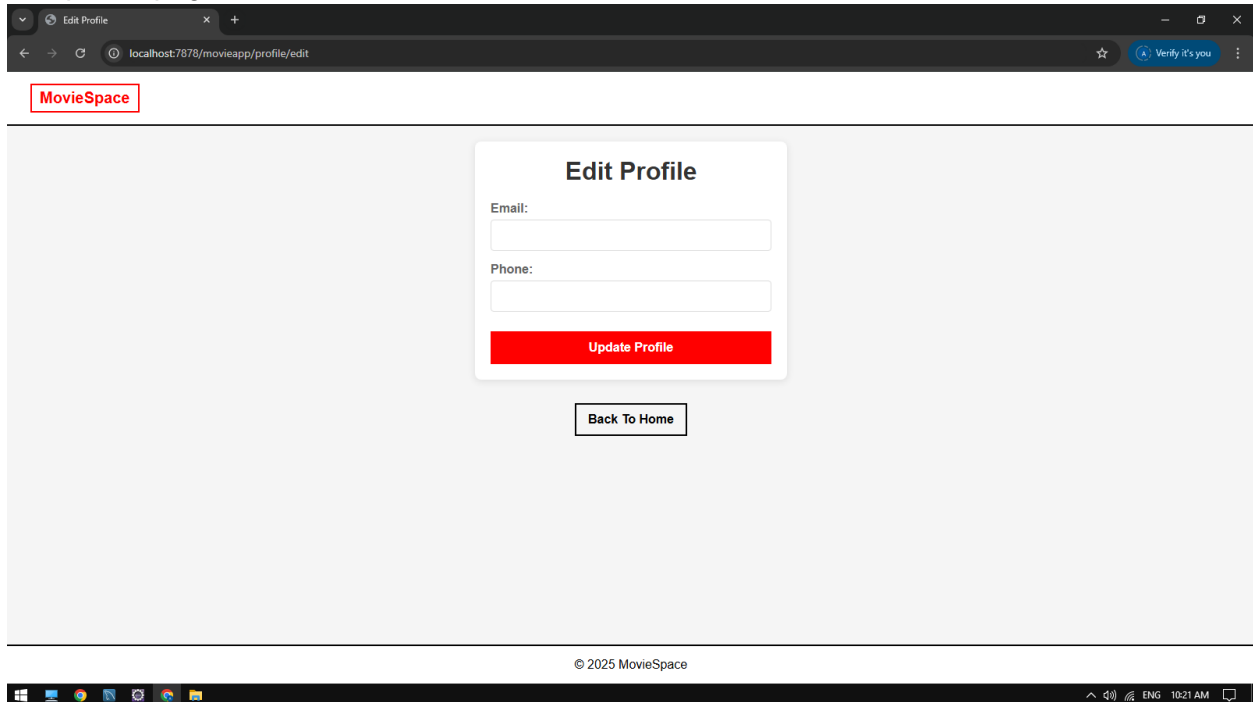 Edit Profile
localhost:7878/movieapp/profile/edit
Verify it's you
MovieSpace
Edit Profile
Email:
Phone:
Update Profile
Back To Home
© 2025 MovieSpace
ENG 10:21 AM